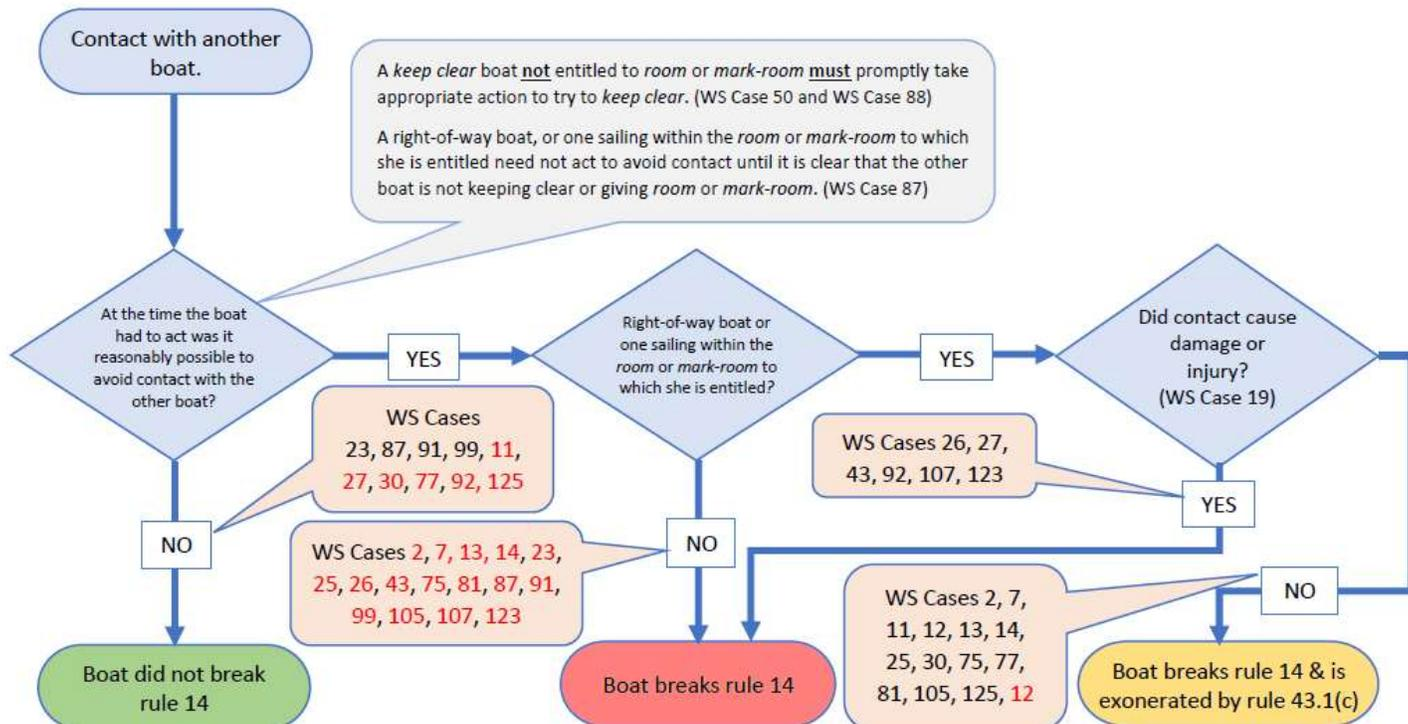 Contact with another
boat.
A keep clear boat not entitled to room or mark-room must promptly take
appropriate action to try to keep clear. (WS Case 50 and WS Case 88)
A right-of-way boat, or one sailing within the room or mark-room to which
she is entitled need not act to avoid contact until it is clear that the other
boat is not keeping clear or giving room or mark-room. (WS Case 87)
At the time the boat
had to act was it
reasonably possible to
avoid contact with the
other boat?
YES
Right-of-way boat or
one sailing within the
room or mark-room to
which she is entitled?
YES
Did contact cause
damage or
injury?
(WS Case 19)
WS Cases
23, 87, 91, 99, 11,
27, 30, 77, 92, 125
WS Cases 26, 27,
43, 92, 107, 123
YES
NO
WS Cases 2, 7, 13, 14, 23,
25, 26, 43, 75, 81, 87, 91,
99, 105, 107, 123
NO
WS Cases 2, 7,
11, 12, 13, 14,
25, 30, 75, 77,
81, 105, 125, 12
NO
Boat did not break
rule 14
Boat breaks rule 14
Boat breaks rule 14 & is
exonerated by rule 43.1(c)